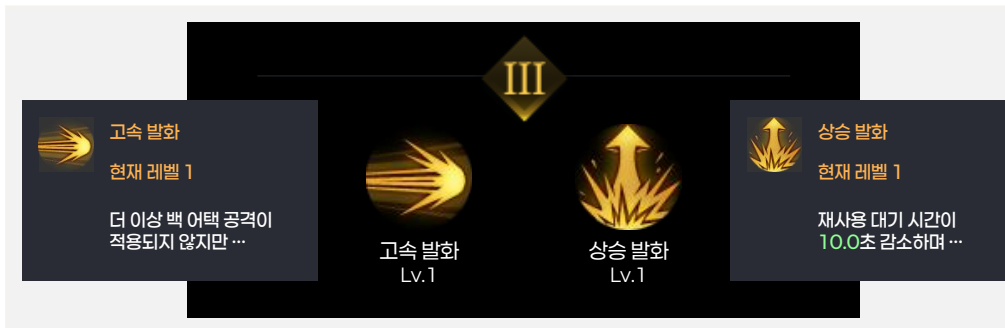 III
고속 발화
현재 레벨 1
더 이상 백 어택 공격이
적용되지 않지만 …
고속 발화
Lv.1
상승 발화
Lv.1
상승 발화
현재 레벨 1
재사용 대기 시간이
10.0초 감소하며 …